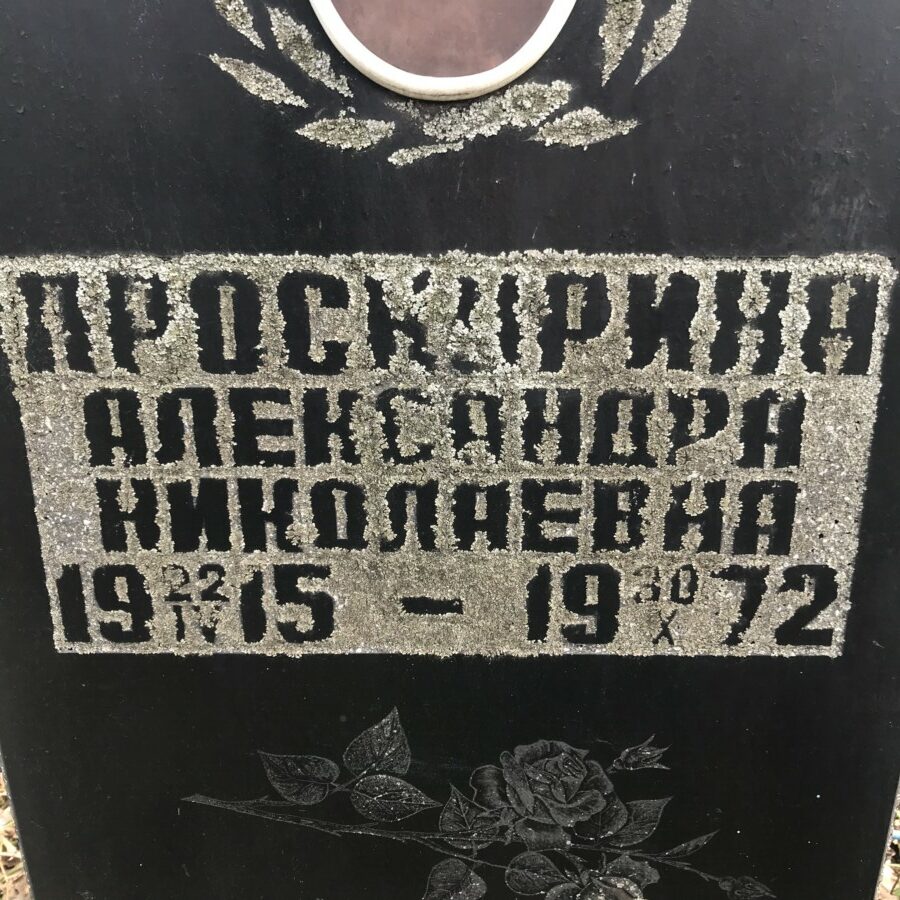 ПРОСКУРИНА
АЛЕКСАНДРА
НИКОЛАЕВНА
19 22/IV 15 – 19 30/X 72